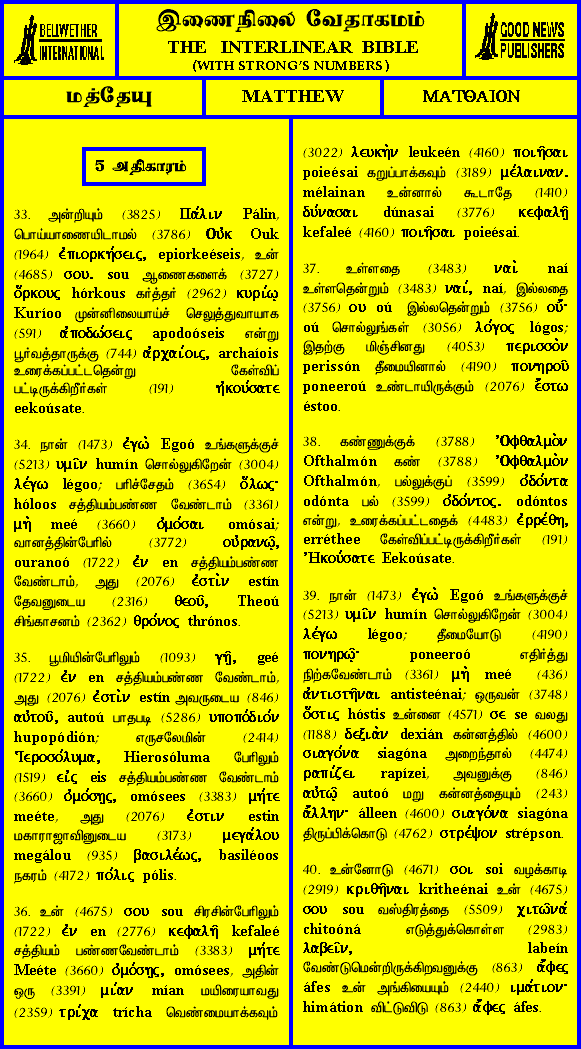 BELLWETHER
INTERNATIONAL
இணைநிலை வேதாகமம்
THE INTERLINEAR BIBLE
(WITH STRONG'S NUMBERS)
GOOD NEWS
PUBLISHERS
மத்தேயு
MATTHEW
ΜΑΤΘΑΙΟΝ
5 அதிகாரம்
33. அன்றியும் (3825) Πάλιν Pálin,
பொய்யாணையிடாமல் (3786) Οὐκ Ouk
(1964) ἐπιορκήσεις, epiorkeéseis, உன்
(4685) σου. sou ஆணைகளைக் (3727)
ὅρκους hórkous கர்த்தர் (2962) κυρίῳ
Kuríoo முன்னிலையாய்ச் செலுத்துவாயாக
(591) ἀποδώσεις apodoóseis என்று
பூர்வத்தாருக்கு (744) ἀρχαίοις, archaíois
உரைக்கப்பட்டதென்று கேள்விப்
பட்டிருக்கிறீர்கள் (191) ἠκούσατε
eekoúsate.
34. நான் (1473) ἐγὼ Egoó உங்களுக்குச்
(5213) υμῖν humín சொல்லுகிறேன் (3004)
λέγω légoo; பரிச்சேதம் (3654) ὅλως·
hóloos சத்தியம்பண்ண வேண்டாம் (3361)
μὴ meé (3660) ὀμόσαι omósai;
வானத்தின்பேரில் (3772) οὐρανῷ,
ouranoó (1722) ἐν en சத்தியம்பண்ண
வேண்டாம், அது (2076) ἐστὶν estín
தேவனுடைய (2316) θεοῦ, Theoú
சிங்காசனம் (2362) θρόνος thrónos.
35. பூமியின்பேரிலும் (1093) γῇ, geé
(1722) ἐν en சத்தியம்பண்ண வேண்டாம்,
அது (2076) ἐστὶν estín அவருடைய (846)
αὐτοῦ, autoú பாதபடி (5286) υποπόδιόν
hupopódión; எருசலேமின் (2414)
Ἱεροσόλυμα, Hierosóluma பேரிலும்
(1519) εἰς eis சத்தியம்பண்ண வேண்டாம்
(3660) ὀμόσῃς, omósees (3383) μήτε
meéte, அது (2076) ἐστιν estin
மகாராஜாவினுடைய (3173) μεγάλου
megálou (935) βασιλέως, basiléoos
நகரம் (4172) πόλις pólis.
36. உன் (4675) σου sou சிரசின்பேரிலும்
(1722) ἐν en (2776) κεφαλῇ kefaleé
சத்தியம் பண்ணவேண்டாம் (3383) μήτε
Meéte (3660) ὀμόσῃς, omósees, அதின்
ஒரு (3391) μίαν mían மயிரையாவது
(2359) τρίχα trícha வெண்மையாக்கவும்
(3022) λευκὴν leukeén (4160) ποιῆσαι
poieésai கறுப்பாக்கவும் (3189) μέλαιναν.
mélainan உன்னால் கூடாதே (1410)
δύνασαι dúnasai (3776) κεφαλῇ
kefaleé (4160) ποιῆσαι poieésai.
37. உள்ளதை (3483) ναὶ naí
உள்ளதென்றும் (3483) ναί, naí, இல்லதை
(3756) ου oú இல்லதென்றும் (3756) οὔ·
oú சொல்லுங்கள் (3056) λόγος lógos;
இதற்கு மிஞ்சினது (4053) περισσὸν
perissón தீமையினால் (4190) πονηροῦ
poneeroú உண்டாயிருக்கும் (2076) ἔστω
éstoo.
38. கண்ணுக்குக் (3788) Ὀφθαλμὸν
Ofthalmón கண் (3788) Ὀφθαλμὸν
Ofthalmón, பல்லுக்குப் (3599) ὀδόντα
odónta பல் (3599) ὀδόντος. odóntos
என்று, உரைக்கப்பட்டதைக் (4483) ἐρρέθη,
erréthee கேள்விப்பட்டிருக்கிறீர்கள் (191)
Ἠκούσατε Eekoúsate.
39. நான் (1473) ἐγὼ Egoó உங்களுக்குச்
(5213) υμῖν humín சொல்லுகிறேன் (3004)
λέγω légoo; தீமையோடு (4190)
πονηρῷ· poneeroó எதிர்த்து
நிற்கவேண்டாம் (3361) μὴ meé (436)
ἀντιστῆναι antisteénai; ஒருவன் (3748)
ὅστις hóstis உன்னை (4571) σε se வலது
(1188) δεξιὰν dexián கன்னத்தில் (4600)
σιαγόνα siagóna அறைந்தால் (4474)
ραπίζει rapízei, அவனுக்கு (846)
αὐτῷ autoó மறு கன்னத்தையும் (243)
ἄλλην· álleen (4600) σιαγόνα siagóna
திருப்பிக்கொடு (4762) στρέψον strépson.
40. உன்னோடு (4671) σοι soi வழக்காடி
(2919) κριθῆναι kritheénai உன் (4675)
σου sou வஸ்திரத்தை (5509) χιτῶνά
chitoóná எடுத்துக்கொள்ள (2983)
λαβεῖν, labeín
வேண்டுமென்றிருக்கிறவனுக்கு (863) ἄφες
áfes உன் அங்கியையும் (2440) ιμάτιον·
himátion விட்டுவிடு (863) ἄφες áfes.